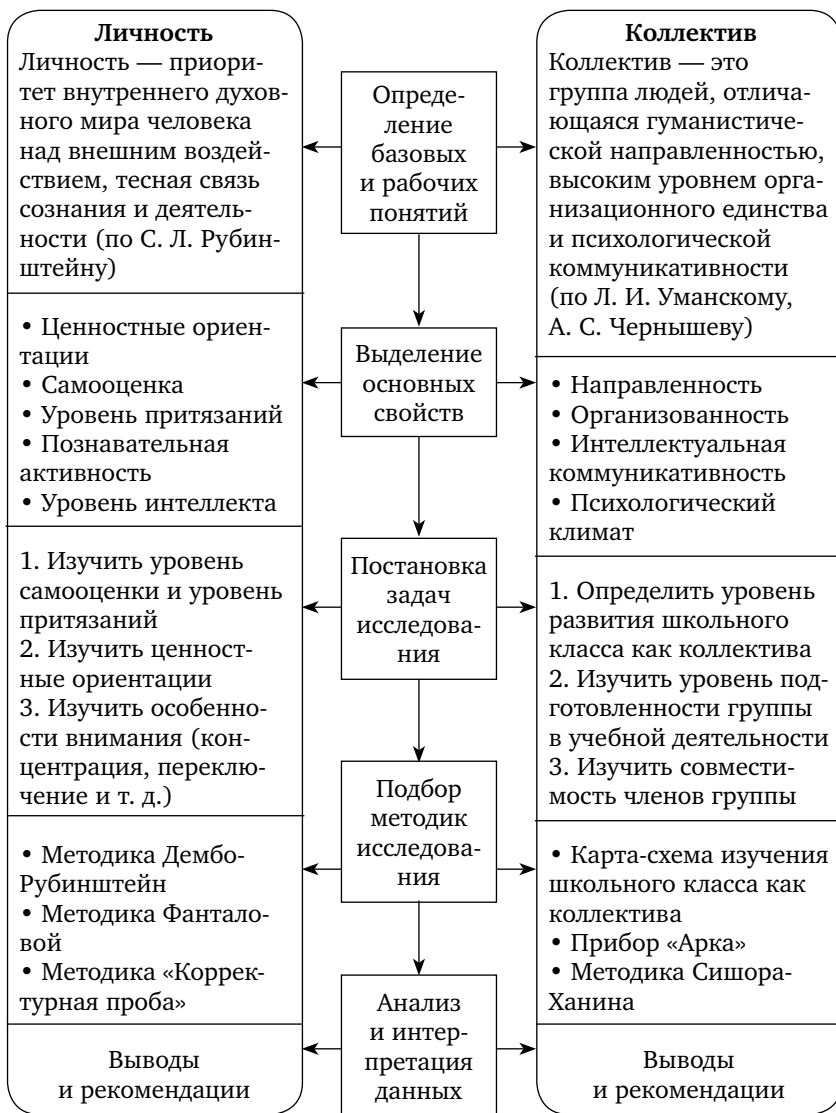 Личность
Личность — приори-
тет внутреннего духов-
ного мира человека
над внешним воздей-
ствием, тесная связь
сознания и деятель-
ности (по С. Л. Рубин-
штейну)
• Ценностные ориен-
тации
• Самооценка
• Уровень притязаний
• Познавательная
активность
• Уровень интеллекта
1. Изучить уровень
самооценки и уровень
притязаний
2. Изучить ценност-
ные ориентации
3. Изучить особенно-
сти внимания (кон-
центрация, переклю-
чение и т. д.)
• Методика Дембо-
Рубинштейн
• Методика Фантало-
вой
• Методика «Коррек-
турная проба»
Выводы
и рекомендации
Опреде-
ление
базовых
и рабочих
понятий
Выделение
основных
свойств
Постановка
задач
исследова-
ния
Подбор
методик
исследова-
ния
Анализ
и интер-
претация
данных
Коллектив
Коллектив — это
группа людей, отлича-
ющаяся гуманистиче-
ской направленностью,
высоким уровнем орга-
низационного единства
и психологической
коммуникативности
(по Л. И. Уманскому,
А. С. Чернышеву)
• Направленность
• Организованность
• Интеллектуальная
коммуникативность
• Психологический
климат
1. Определить уровень
развития школьного
класса как коллектива
2. Изучить уровень под-
готовленности группы
в учебной деятельности
3. Изучить совмести-
мость членов группы
• Карта-схема изучения
школьного класса как
коллектива
• Прибор «Арка»
• Методика Сишора-
Ханина
Выводы
и рекомендации